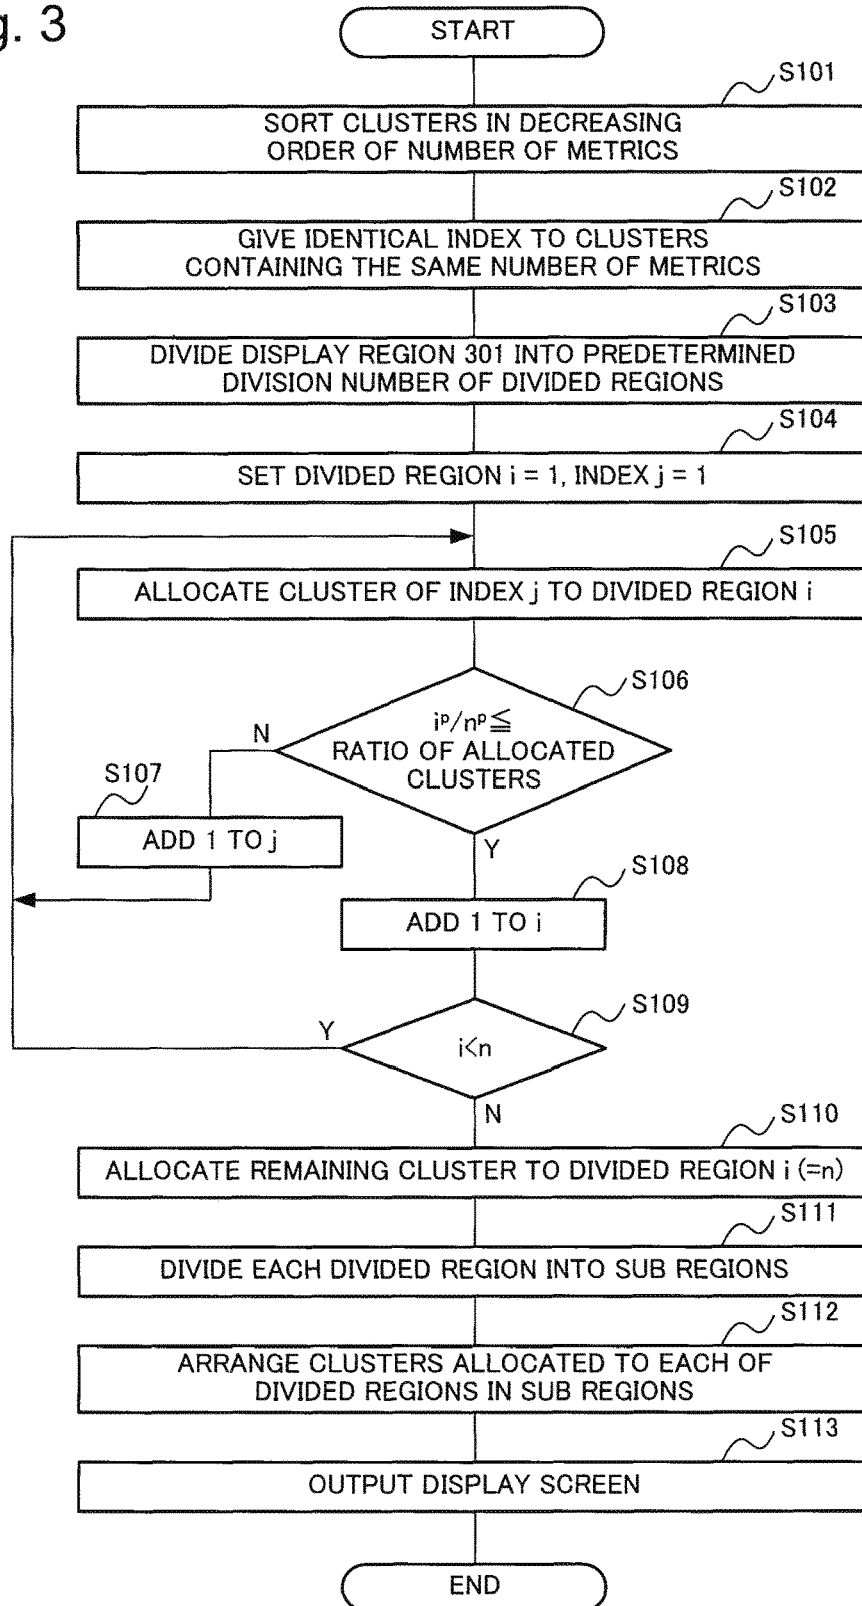 g. 3
START
S101
SORT CLUSTERS IN DECREASING
ORDER OF NUMBER OF METRICS
S102
GIVE IDENTICAL INDEX TO CLUSTERS
CONTAINING THE SAME NUMBER OF METRICS
S103
DIVIDE DISPLAY REGION 301 INTO PREDETERMINED
DIVISION NUMBER OF DIVIDED REGIONS
S104
SET DIVIDED REGION i = 1, INDEX j = 1
S105
ALLOCATE CLUSTER OF INDEX j TO DIVIDED REGION i
S106
iᵖ/nᵖ≦
RATIO OF ALLOCATED
CLUSTERS
N
Y
S107
ADD 1 TO j
S108
ADD 1 TO i
S109
i<n
Y
N
S110
ALLOCATE REMAINING CLUSTER TO DIVIDED REGION i (=n)
S111
DIVIDE EACH DIVIDED REGION INTO SUB REGIONS
S112
ARRANGE CLUSTERS ALLOCATED TO EACH OF
DIVIDED REGIONS IN SUB REGIONS
S113
OUTPUT DISPLAY SCREEN
END